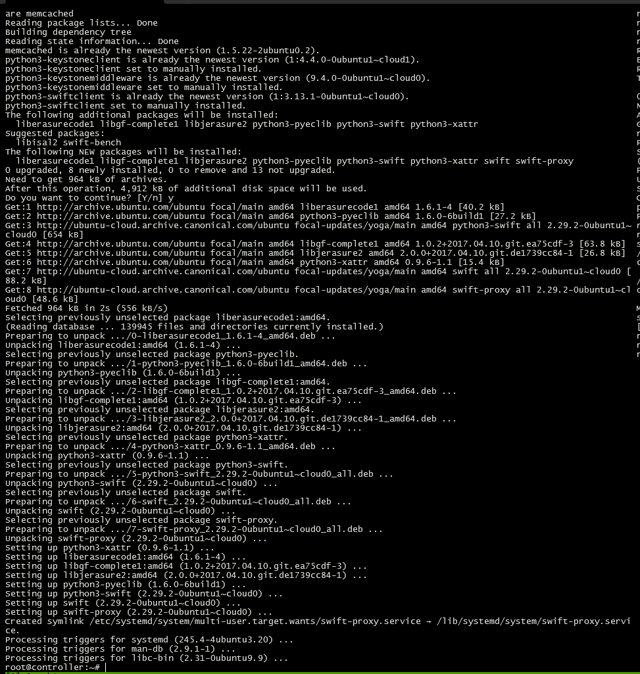 are memcached
Reading package lists... Done
Building dependency tree
Reading state information... Done
memcached is already the newest version (1.5.22-2ubuntu0.2).
python3-keystoneclient is already the newest version (1:4.4.0-0ubuntu1~cloud1).
python3-keystoneclient set to manually installed.
python3-keystonemiddleware is already the newest version (9.4.0-0ubuntu1~cloud0).
python3-keystonemiddleware set to manually installed.
python3-swiftclient is already the newest version (1:3.13.1-0ubuntu1~cloud0).
python3-swiftclient set to manually installed.
The following additional packages will be installed:
liberasurecode1 libgf-complete1 libjerasure2 python3-pyeclib python3-swift python3-xattr
Suggested packages:
libisal2 swift-bench
The following NEW packages will be installed:
liberasurecode1 libgf-complete1 libjerasure2 python3-pyeclib python3-swift python3-xattr swift swift-proxy
0 upgraded, 8 newly installed, 0 to remove and 13 not upgraded.
Need to get 964 kB of archives.
After this operation, 4,912 kB of additional disk space will be used.
Do you want to continue? [Y/n] y
Get:1 http://archive.ubuntu.com/ubuntu focal/main amd64 liberasurecode1 amd64 1.6.1-4 [40.2 kB]
Get:2 http://archive.ubuntu.com/ubuntu focal/main amd64 python3-pyeclib amd64 1.6.0-6build1 [27.2 kB]
Get:3 http://ubuntu-cloud.archive.canonical.com/ubuntu focal-updates/yoga/main amd64 python3-swift all 2.29.2-0ubuntu1~
cloud0 [654 kB]
Get:4 http://archive.ubuntu.com/ubuntu focal/main amd64 libgf-complete1 amd64 1.0.2+2017.04.10.git.ea75cdf-3 [63.8 kB]
Get:5 http://archive.ubuntu.com/ubuntu focal/main amd64 libjerasure2 amd64 2.0.0+2017.04.10.git.de1739cc84-1 [26.8 kB]
Get:6 http://archive.ubuntu.com/ubuntu focal/main amd64 python3-xattr amd64 0.9.6-1.1 [15.4 kB]
Get:7 http://ubuntu-cloud.archive.canonical.com/ubuntu focal-updates/yoga/main amd64 swift all 2.29.2-0ubuntu1~cloud0 [
88.2 kB]
Get:8 http://ubuntu-cloud.archive.canonical.com/ubuntu focal-updates/yoga/main amd64 swift-proxy all 2.29.2-0ubuntu1~cl
oud0 [48.6 kB]
Fetched 964 kB in 2s (556 kB/s)
Selecting previously unselected package liberasurecode1:amd64.
(Reading database ... 139945 files and directories currently installed.)
Preparing to unpack .../0-liberasurecode1_1.6.1-4_amd64.deb ...
Unpacking liberasurecode1:amd64 (1.6.1-4) ...
Selecting previously unselected package python3-pyeclib.
Preparing to unpack .../1-python3-pyeclib_1.6.0-6build1_amd64.deb ...
Unpacking python3-pyeclib (1.6.0-6build1) ...
Selecting previously unselected package libgf-complete1:amd64.
Preparing to unpack .../2-libgf-complete1_1.0.2+2017.04.10.git.ea75cdf-3_amd64.deb ...
Unpacking libgf-complete1:amd64 (1.0.2+2017.04.10.git.ea75cdf-3) ...
Selecting previously unselected package libjerasure2:amd64.
Preparing to unpack .../3-libjerasure2_2.0.0+2017.04.10.git.de1739cc84-1_amd64.deb ...
Unpacking libjerasure2:amd64 (2.0.0+2017.04.10.git.de1739cc84-1) ...
Selecting previously unselected package python3-xattr.
Preparing to unpack .../4-python3-xattr_0.9.6-1.1_amd64.deb ...
Unpacking python3-xattr (0.9.6-1.1) ...
Selecting previously unselected package python3-swift.
Preparing to unpack .../5-python3-swift_2.29.2-0ubuntu1~cloud0_all.deb ...
Unpacking python3-swift (2.29.2-0ubuntu1~cloud0) ...
Selecting previously unselected package swift.
Preparing to unpack .../6-swift_2.29.2-0ubuntu1~cloud0_all.deb ...
Unpacking swift (2.29.2-0ubuntu1~cloud0) ...
Selecting previously unselected package swift-proxy.
Preparing to unpack .../7-swift-proxy_2.29.2-0ubuntu1~cloud0_all.deb ...
Unpacking swift-proxy (2.29.2-0ubuntu1~cloud0) ...
Setting up python3-xattr (0.9.6-1.1) ...
Setting up liberasurecode1:amd64 (1.6.1-4) ...
Setting up libgf-complete1:amd64 (1.0.2+2017.04.10.git.ea75cdf-3) ...
Setting up libjerasure2:amd64 (2.0.0+2017.04.10.git.de1739cc84-1) ...
Setting up python3-pyeclib (1.6.0-6build1) ...
Setting up python3-swift (2.29.2-0ubuntu1~cloud0) ...
Setting up swift (2.29.2-0ubuntu1~cloud0) ...
Setting up swift-proxy (2.29.2-0ubuntu1~cloud0) ...
Created symlink /etc/systemd/system/multi-user.target.wants/swift-proxy.service → /lib/systemd/system/swift-proxy.servi
ce.
Processing triggers for systemd (245.4-4ubuntu3.20) ...
Processing triggers for man-db (2.9.1-1) ...
Processing triggers for libc-bin (2.31-0ubuntu9.9) ...
root@controller:~#